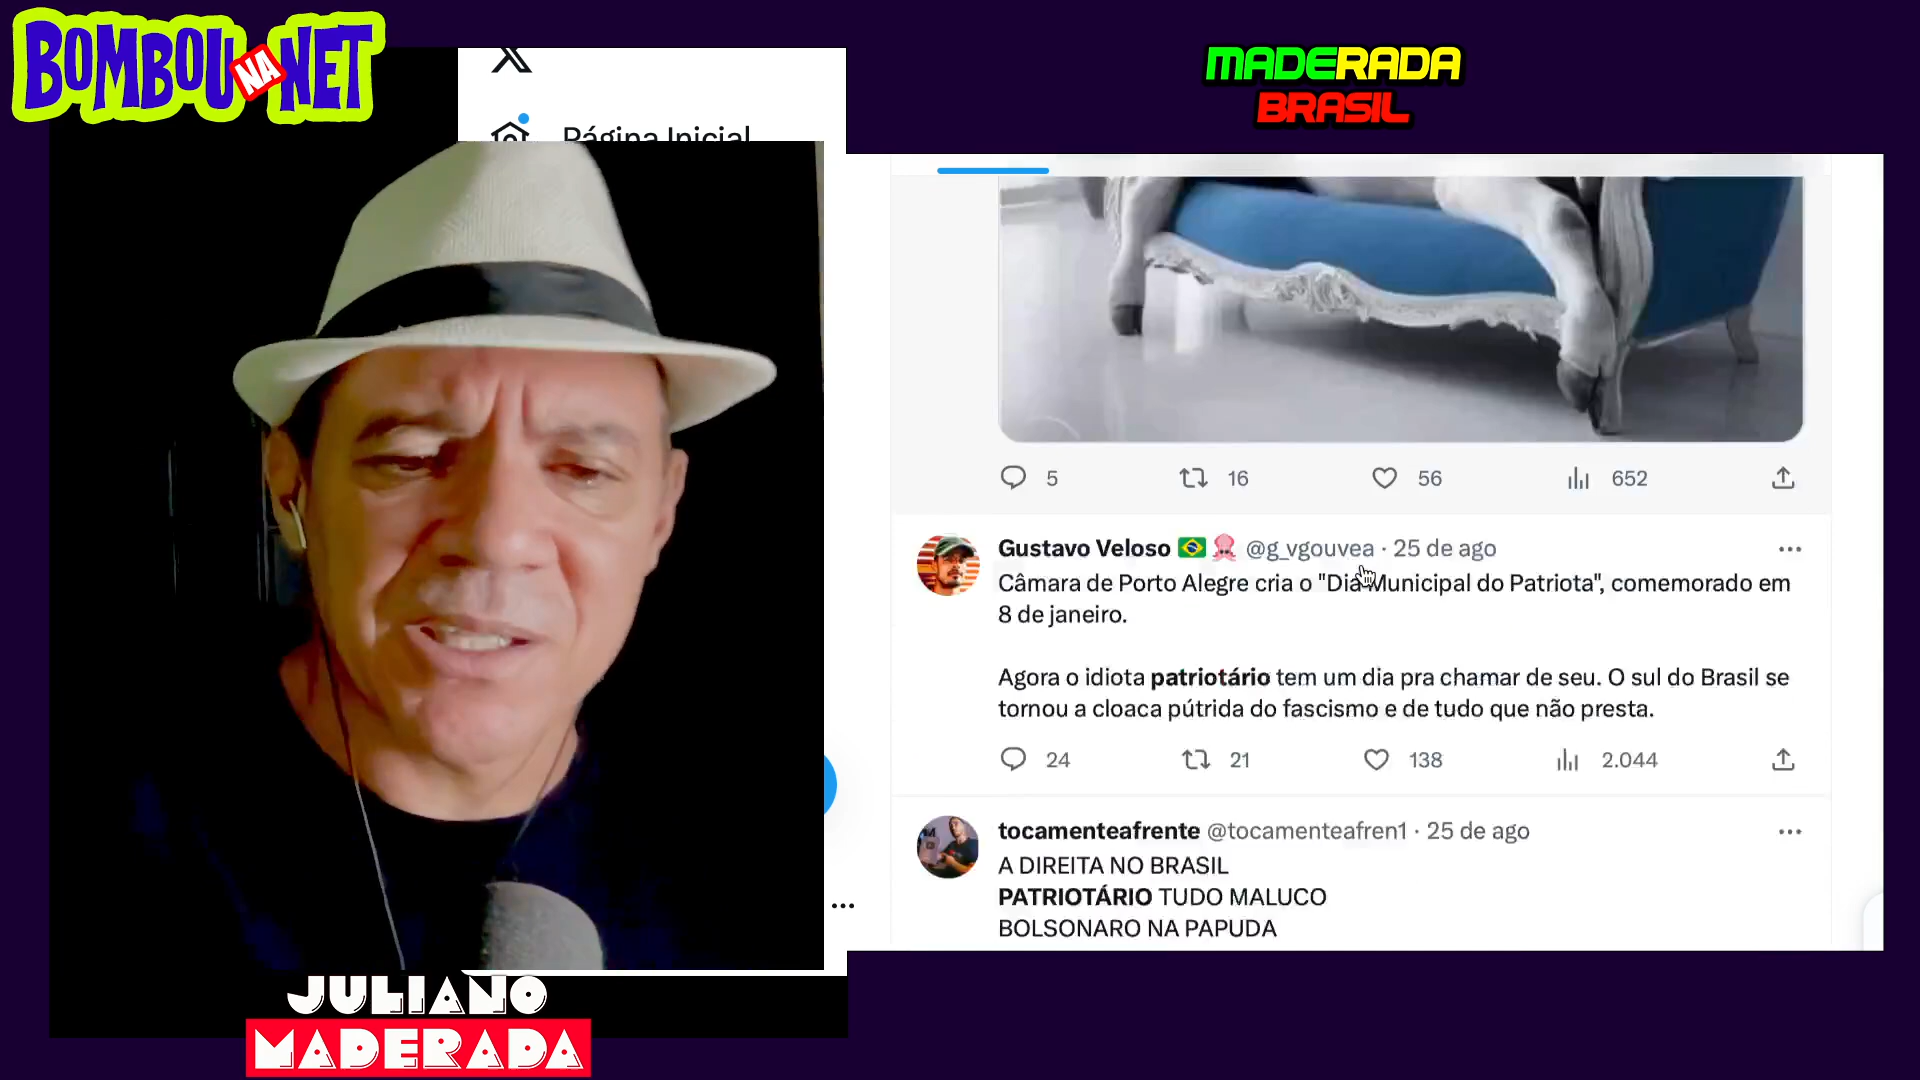 BOMBOU NA NET
MADERADA
BRASIL
Página Inicial
5 16 56 652
Gustavo Veloso @g_vgouvea · 25 de ago
Câmara de Porto Alegre cria o "Dia Municipal do Patriota", comemorado em
8 de janeiro.
Agora o idiota patriotário tem um dia pra chamar de seu. O sul do Brasil se
tornou a cloaca pútrida do fascismo e de tudo que não presta.
24 21 138 2.044
tocamenteafrente @tocamenteafren1 · 25 de ago
A DIREITA NO BRASIL
PATRIOTÁRIO TUDO MALUCO
BOLSONARO NA PAPUDA
JULIANO
MADERADA